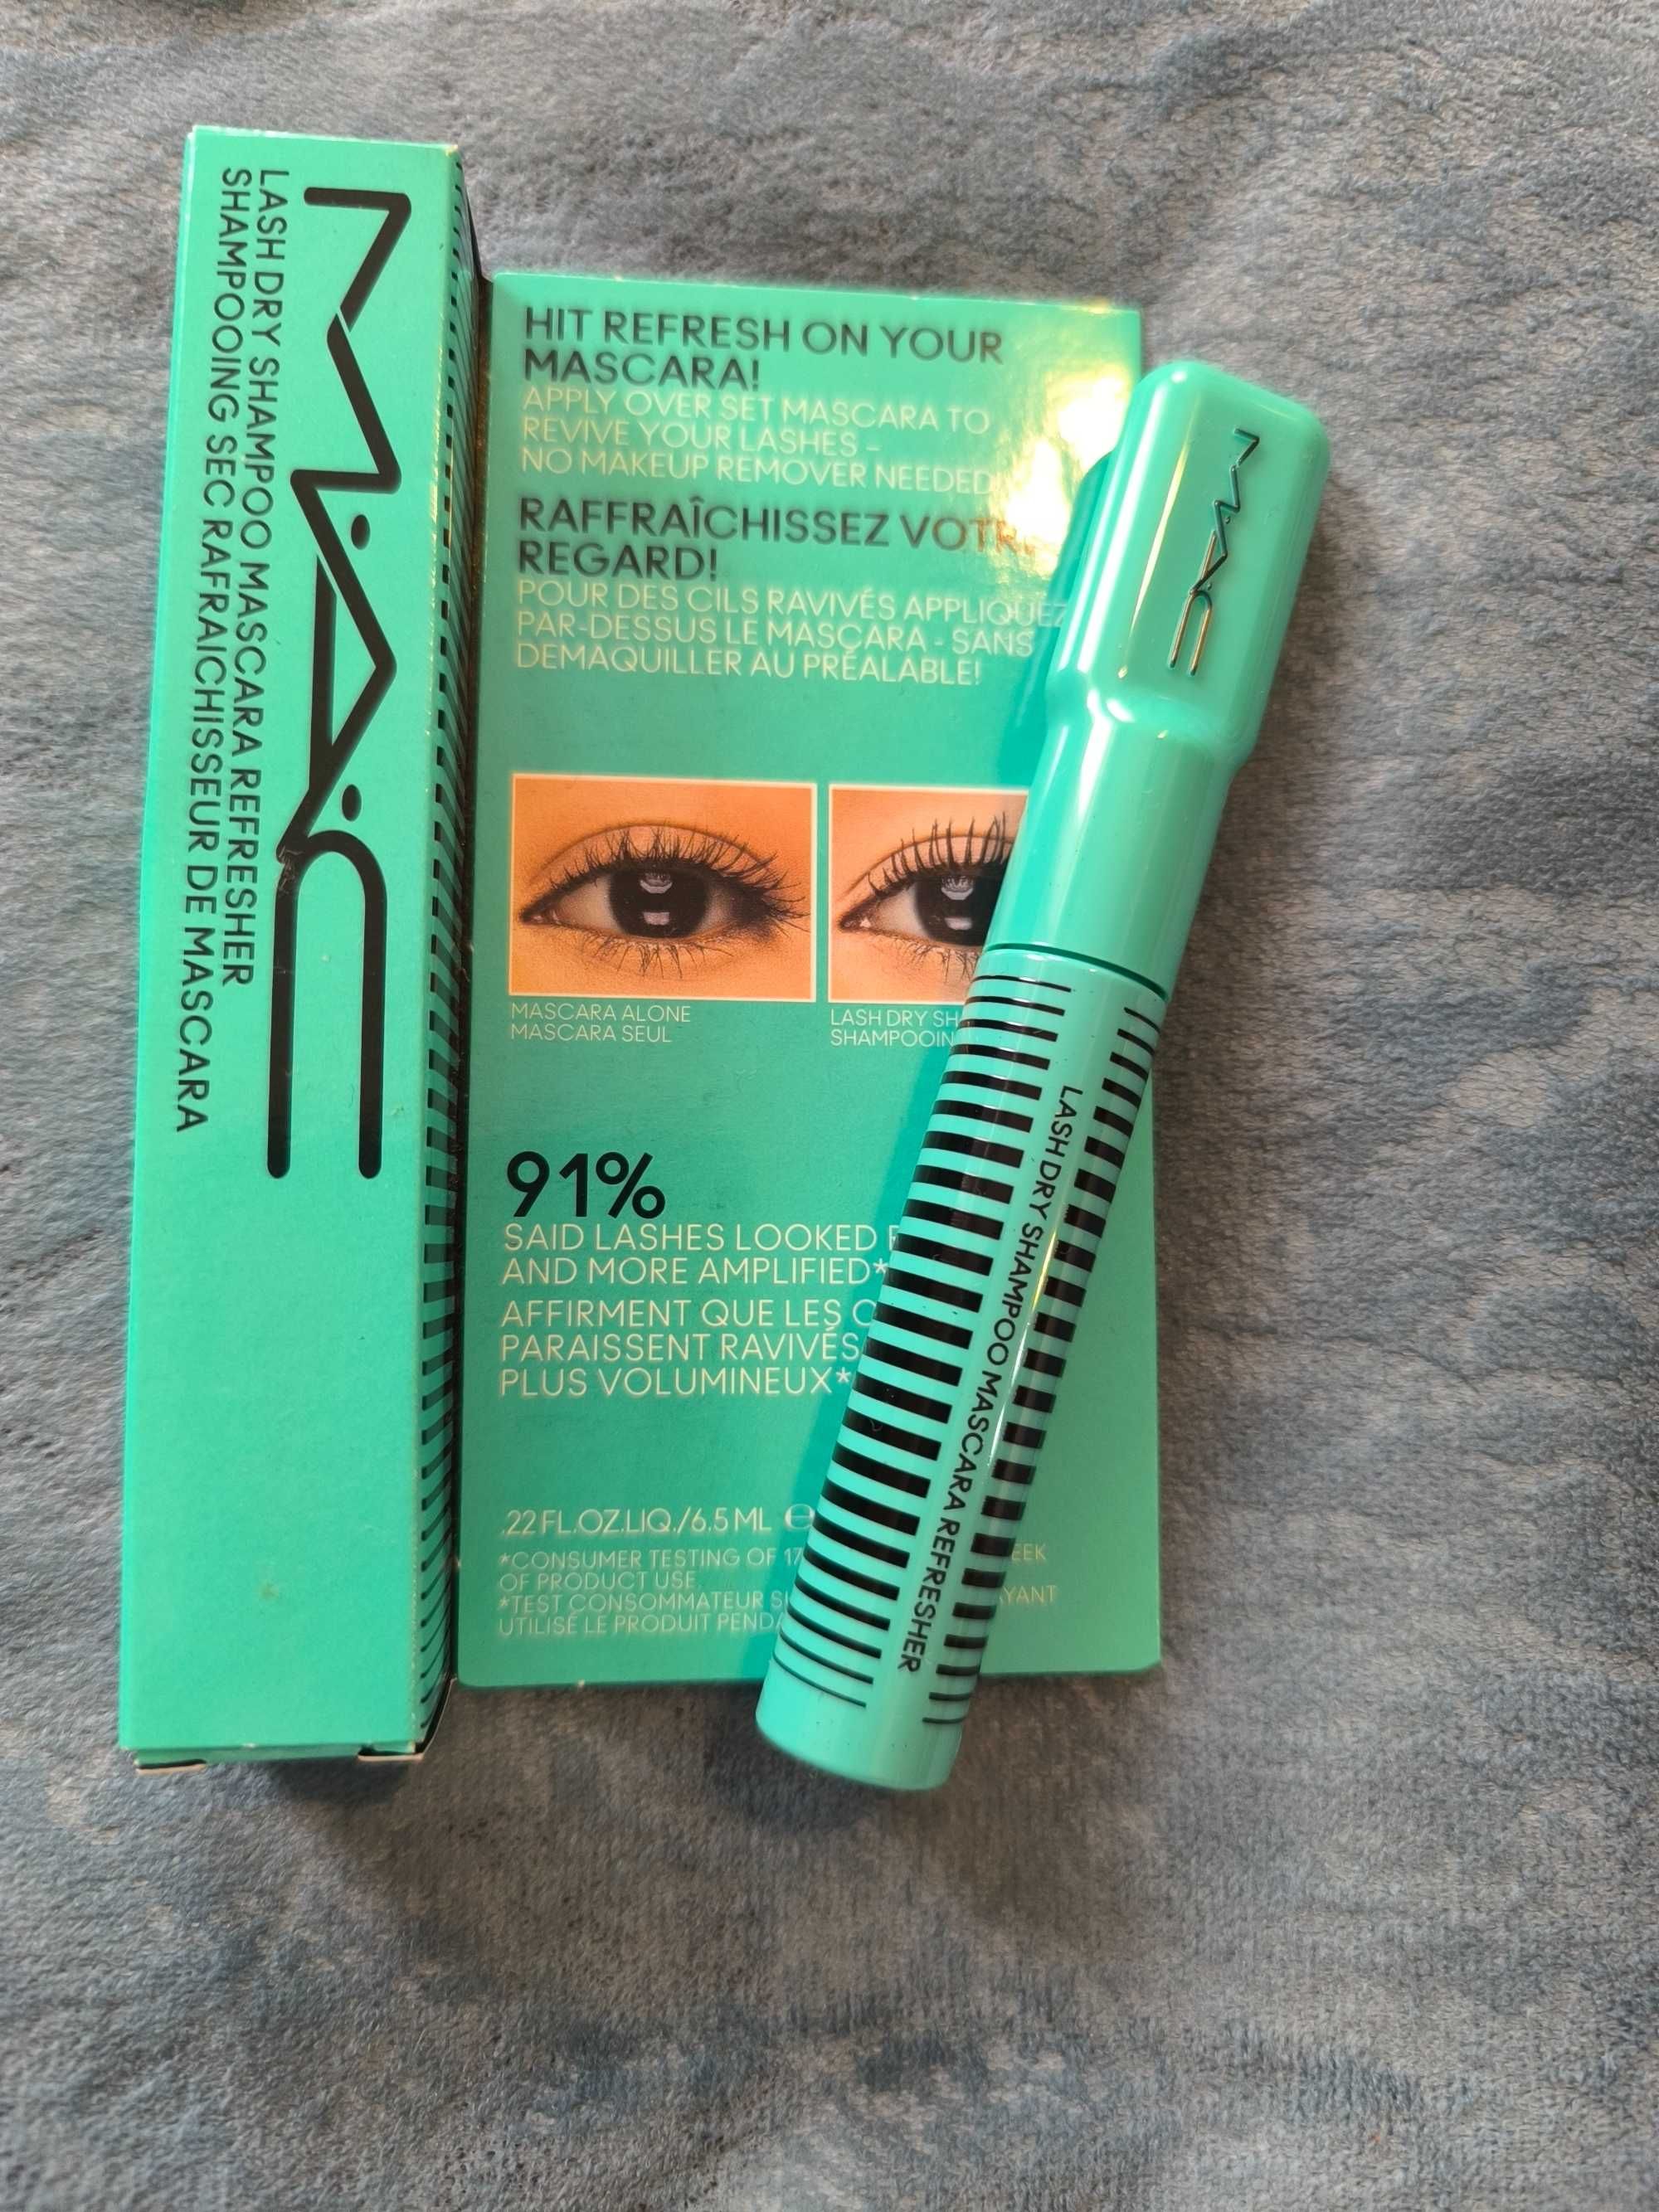 M·A·C
LASH DRY SHAMPOO MASCARA REFRESHER
SHAMPOOING SEC RAFRAICHISSEUR DE MASCARA
HIT REFRESH ON YOUR
MASCARA!
APPLY OVER SET MASCARA TO
REVIVE YOUR LASHES –
NO MAKEUP REMOVER NEEDED
RAFFRAÎCHISSEZ VOTRE
REGARD!
POUR DES CILS RAVIVÉS APPLIQUEZ
PAR-DESSUS LE MASCARA - SANS
DEMAQUILLER AU PRÉALABLE!
MASCARA ALONE
MASCARA SEUL
LASH DRY
91%
SAID LASHES LOOKED
AND MORE AMPLIFIED*
AFFIRMENT QUE LES
PARAISSENT RAVIVÉS
PLUS VOLUMINEUX*
.22 FL.OZ.LIQ./6.5 ML ℮
*CONSUMER TESTING OF
OF PRODUCT USE
*TEST CONSOMMATEUR
UTILISÉ LE PRODUIT
M·A·C
LASH DRY SHAMPOO MASCARA REFRESHER